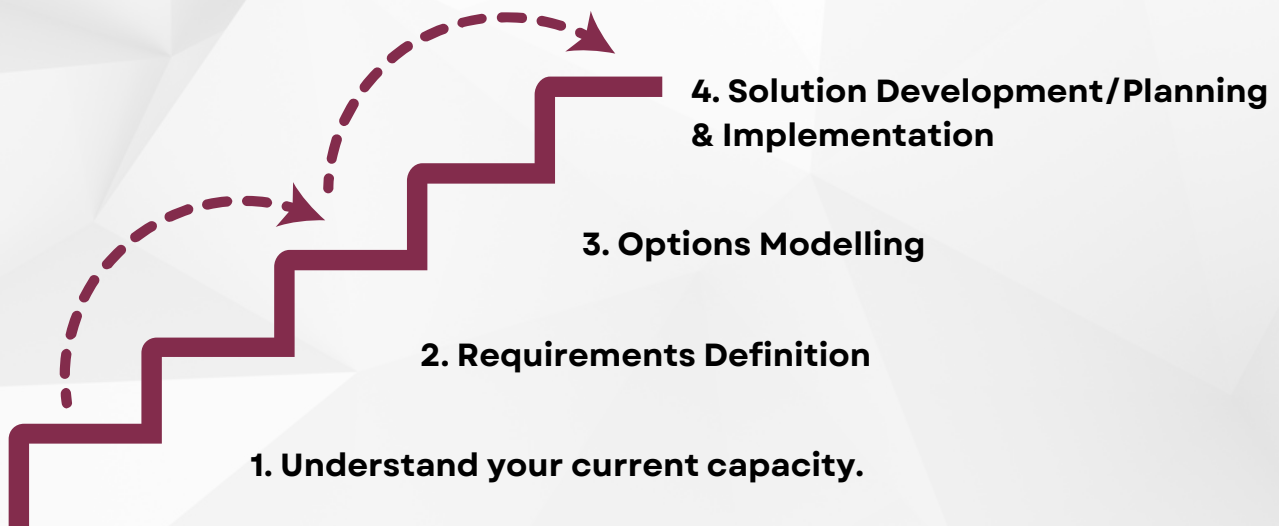 4. Solution Development/Planning
& Implementation
3. Options Modelling
2. Requirements Definition
1. Understand your current capacity.